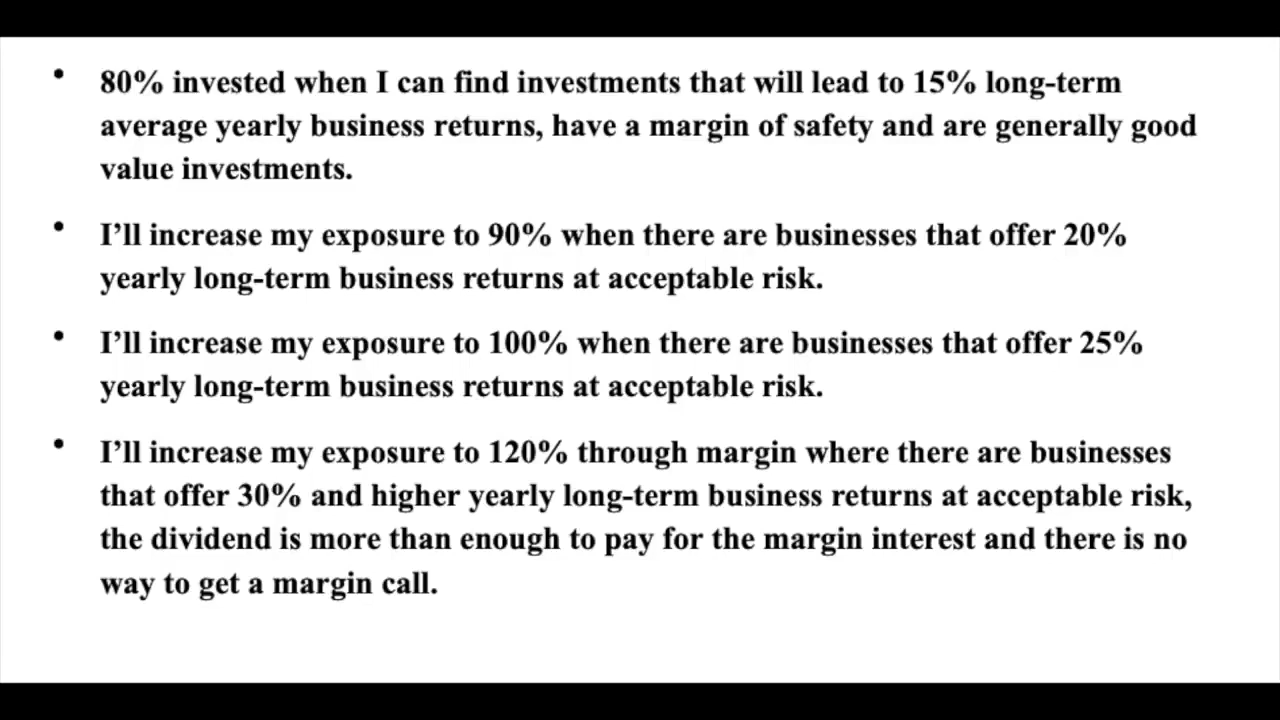 • 80% invested when I can find investments that will lead to 15% long-term
average yearly business returns, have a margin of safety and are generally good
value investments.
• I’ll increase my exposure to 90% when there are businesses that offer 20%
yearly long-term business returns at acceptable risk.
• I’ll increase my exposure to 100% when there are businesses that offer 25%
yearly long-term business returns at acceptable risk.
• I’ll increase my exposure to 120% through margin where there are businesses
that offer 30% and higher yearly long-term business returns at acceptable risk,
the dividend is more than enough to pay for the margin interest and there is no
way to get a margin call.